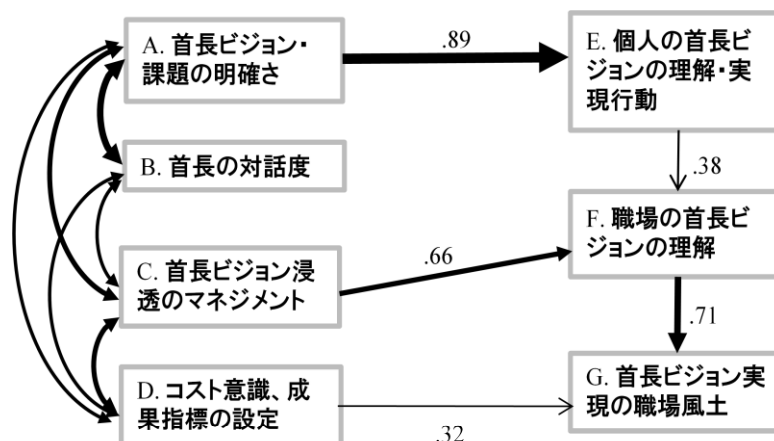 A. 首長ビジョン・
課題の明確さ
.89
E. 個人の首長ビ
ジョンの理解・実
現行動
B. 首長の対話度
.38
C. 首長ビジョン浸
透のマネジメント
.66
F. 職場の首長ビ
ジョンの理解
.71
D. コスト意識、成
果指標の設定
.32
G. 首長ビジョン実
現の職場風土